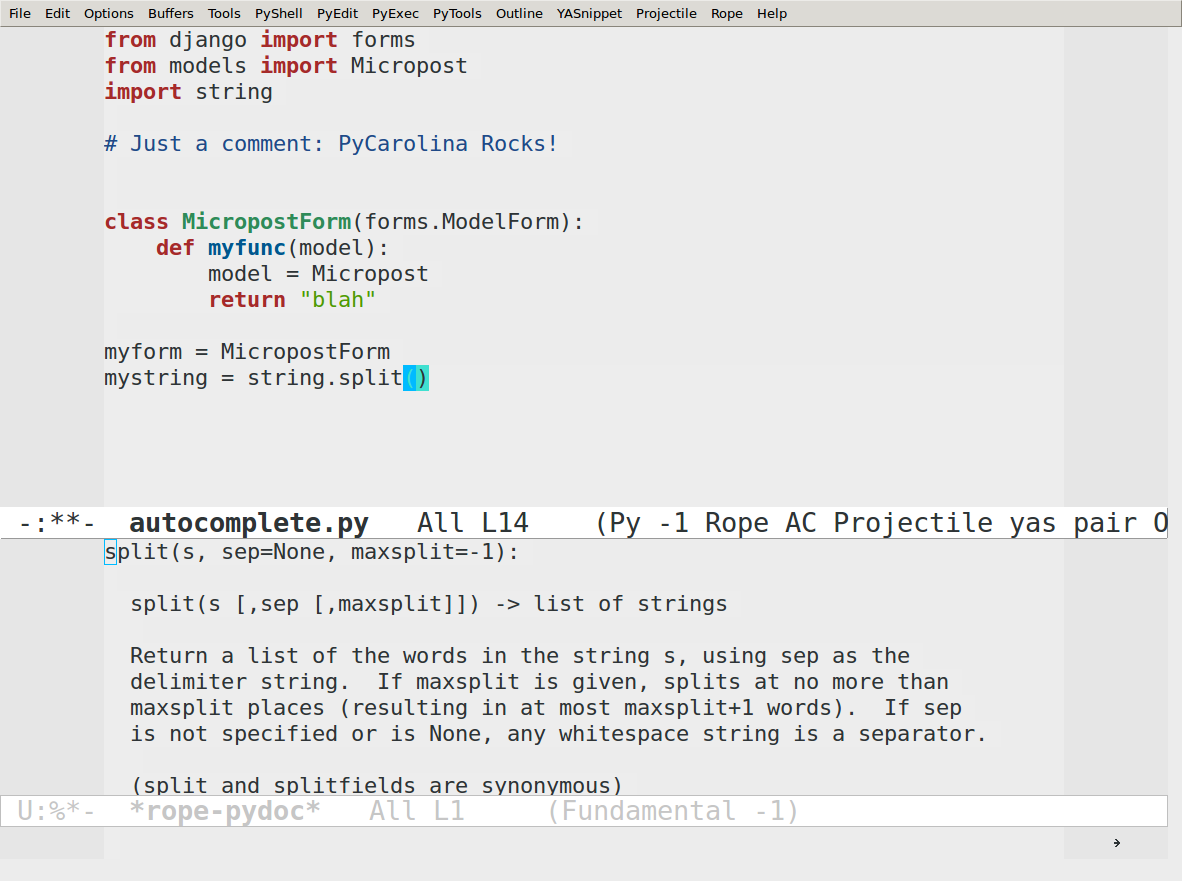 File Edit Options Buffers Tools PyShell PyEdit PyExec PyTools Outline YASnippet Projectile Rope Help
from django import forms
from models import Micropost
import string
# Just a comment: PyCarolina Rocks!
class MicropostForm(forms.ModelForm):
    def myfunc(model):
        model = Micropost
        return "blah"
myform = MicropostForm
mystring = string.split()
-:**-  autocomplete.py   All L14    (Py -1 Rope AC Projectile yas pair O
split(s, sep=None, maxsplit=-1):
  split(s [,sep [,maxsplit]]) -> list of strings
  Return a list of the words in the string s, using sep as the
  delimiter string.  If maxsplit is given, splits at no more than
  maxsplit places (resulting in at most maxsplit+1 words).  If sep
  is not specified or is None, any whitespace string is a separator.
  (split and splitfields are synonymous)
U:%*-  *rope-pydoc*   All L1     (Fundamental -1)